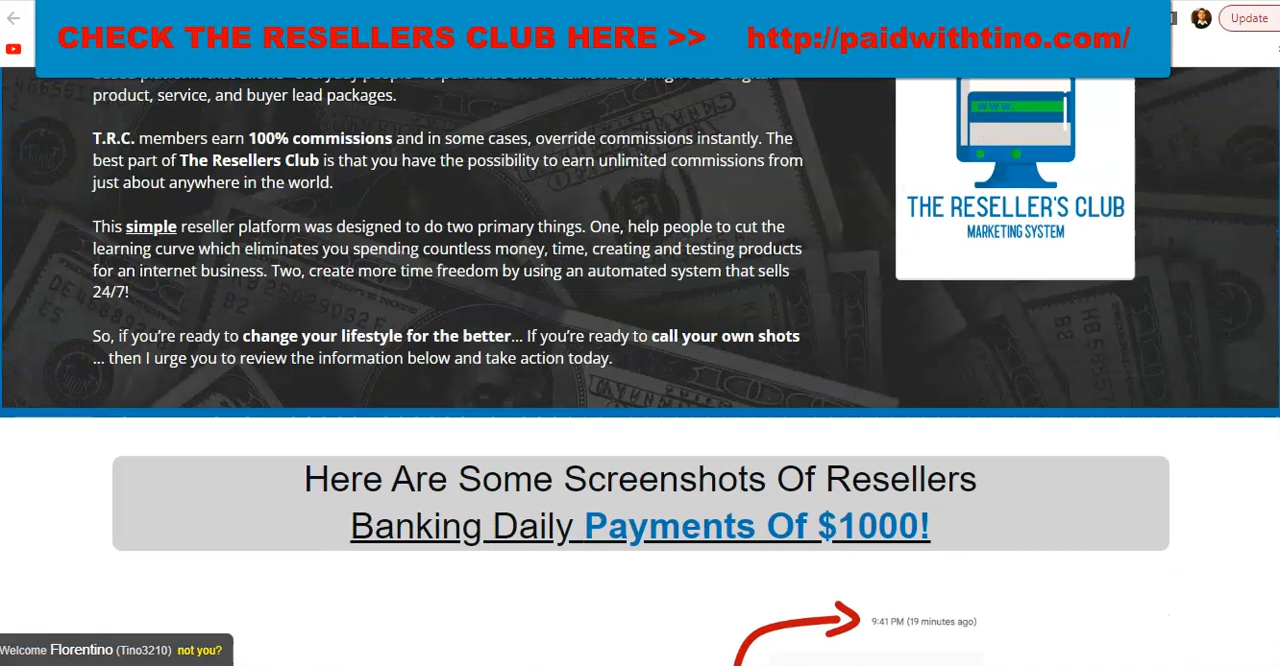 Update
CHECK THE RESELLERS CLUB HERE >> http://paidwithtino.com/
product, service, and buyer lead packages.
T.R.C. members earn 100% commissions and in some cases, override commissions instantly. The
best part of The Resellers Club is that you have the possibility to earn unlimited commissions from
just about anywhere in the world.
This simple reseller platform was designed to do two primary things. One, help people to cut the
learning curve which eliminates you spending countless money, time, creating and testing products
for an internet business. Two, create more time freedom by using an automated system that sells
24/7!
So, if you’re ready to change your lifestyle for the better... If you’re ready to call your own shots
... then I urge you to review the information below and take action today.
WWW.
THE RESELLER'S CLUB
MARKETING SYSTEM
Here Are Some Screenshots Of Resellers
Banking Daily Payments Of $1000!
9:41 PM (19 minutes ago)
Welcome Florentino (Tino3210) not you?